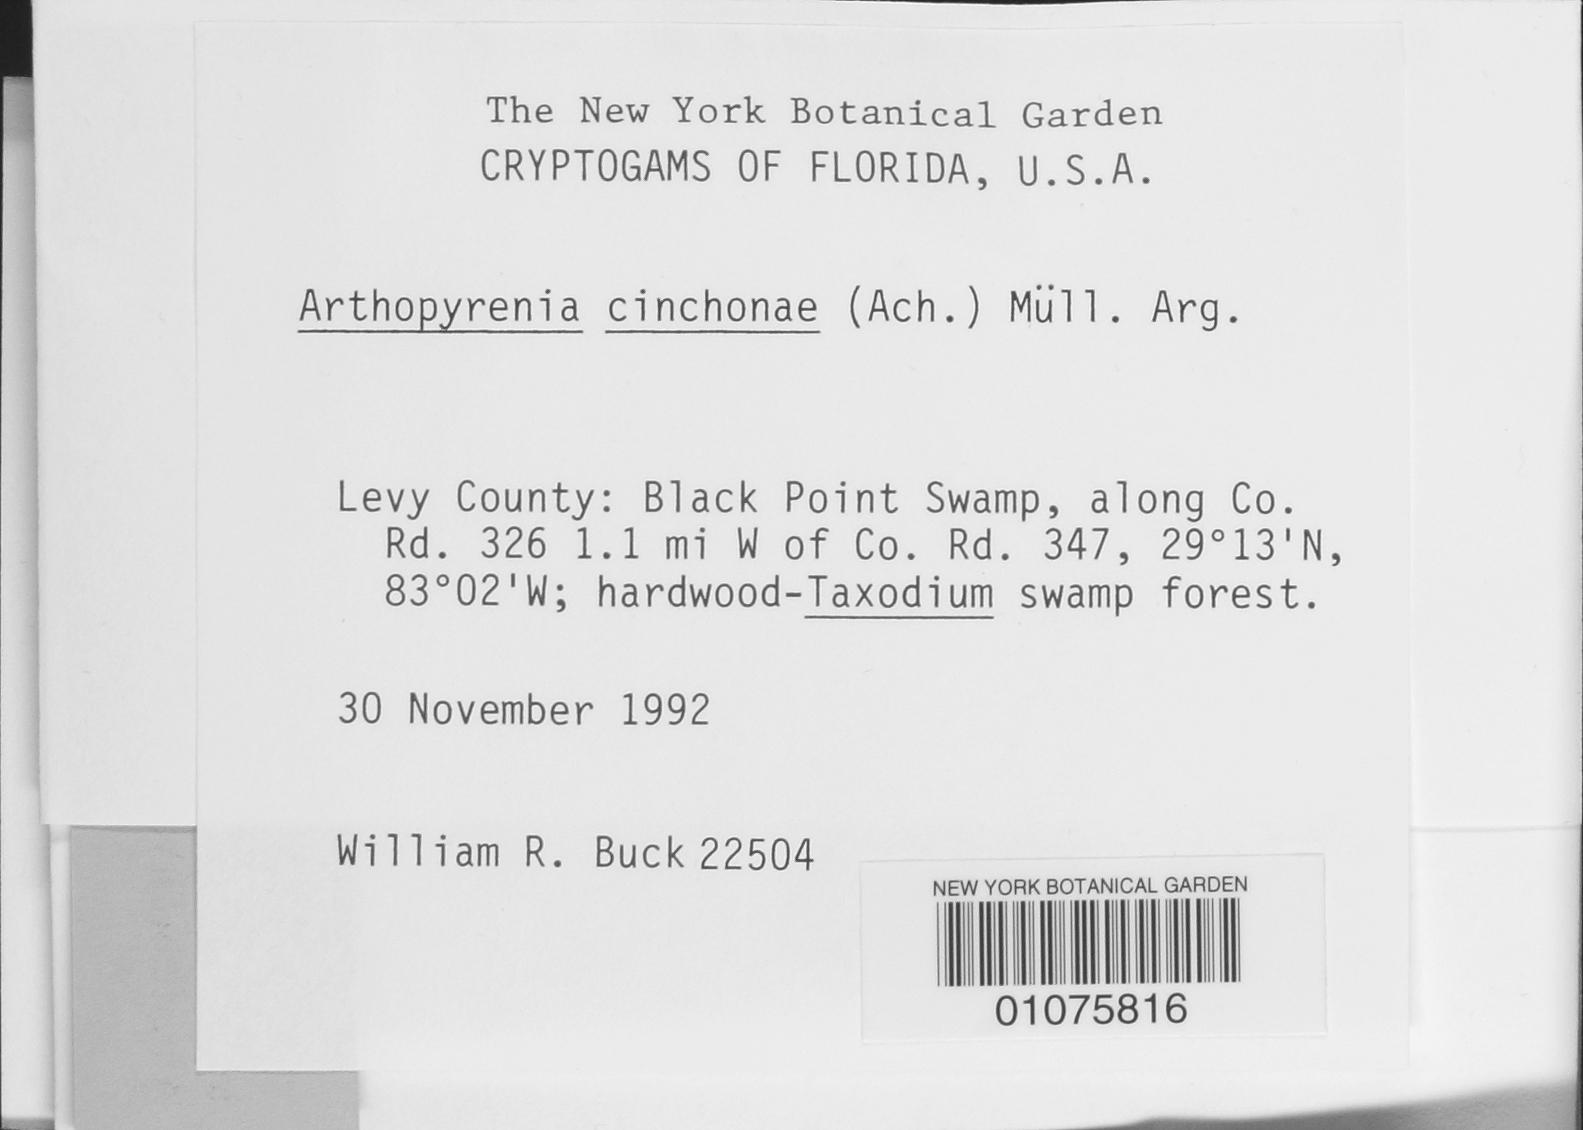 The New York Botanical Garden
CRYPTOGAMS OF FLORIDA, U.S.A.
Arthopyrenia cinchonae (Ach.) Müll. Arg.
Levy County: Black Point Swamp, along Co.
Rd. 326 1.1 mi W of Co. Rd. 347, 29°13'N,
83°02'W; hardwood-Taxodium swamp forest.
30 November 1992
William R. Buck 22504
NEW YORK BOTANICAL GARDEN
01075816